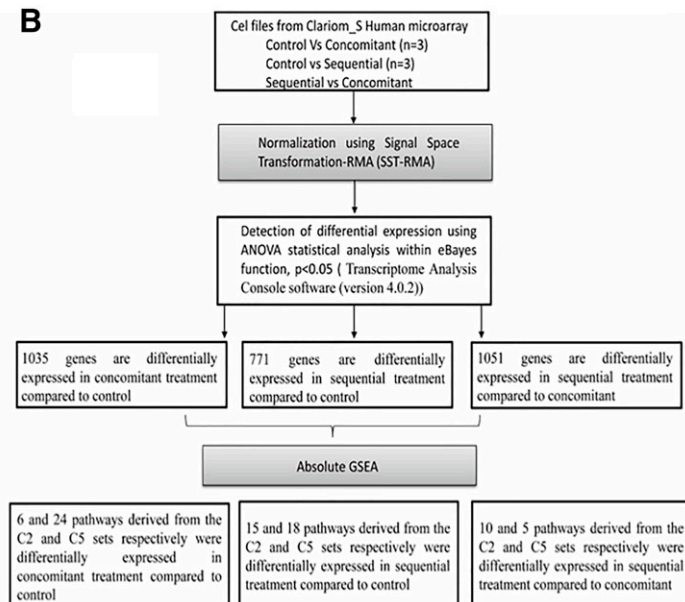 B
Cel files from Clariom_S Human microarray
Control Vs Concomitant (n=3)
Control vs Sequential (n=3)
Sequential vs Concomitant
Normalization using Signal Space
Transformation-RMA (SST-RMA)
Detection of differential expression using
ANOVA statistical analysis within eBayes
function, p<0.05 ( Transcriptome Analysis
Console software (version 4.0.2))
1035 genes are differentially
expressed in concomitant treatment
compared to control
771 genes are differentially
expressed in sequential treatment
compared to control
1051 genes are differentially
expressed in sequential treatment
compared to concomitant
Absolute GSEA
6 and 24 pathways derived from the
C2 and C5 sets respectively were
differentially expressed in
concomitant treatment compared to
control
15 and 18 pathways derived from the
C2 and C5 sets respectively were
differentially expressed in sequential
treatment compared to control
10 and 5 pathways derived from the
C2 and C5 sets respectively were
differentially expressed in sequential
treatment compared to concomitant